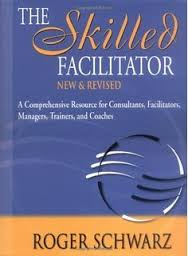 THE
Skilled
FACILITATOR
NEW & REVISED
A Comprehensive Resource for Consultants, Facilitators,
Managers, Trainers, and Coaches
ROGER SCHWARZ